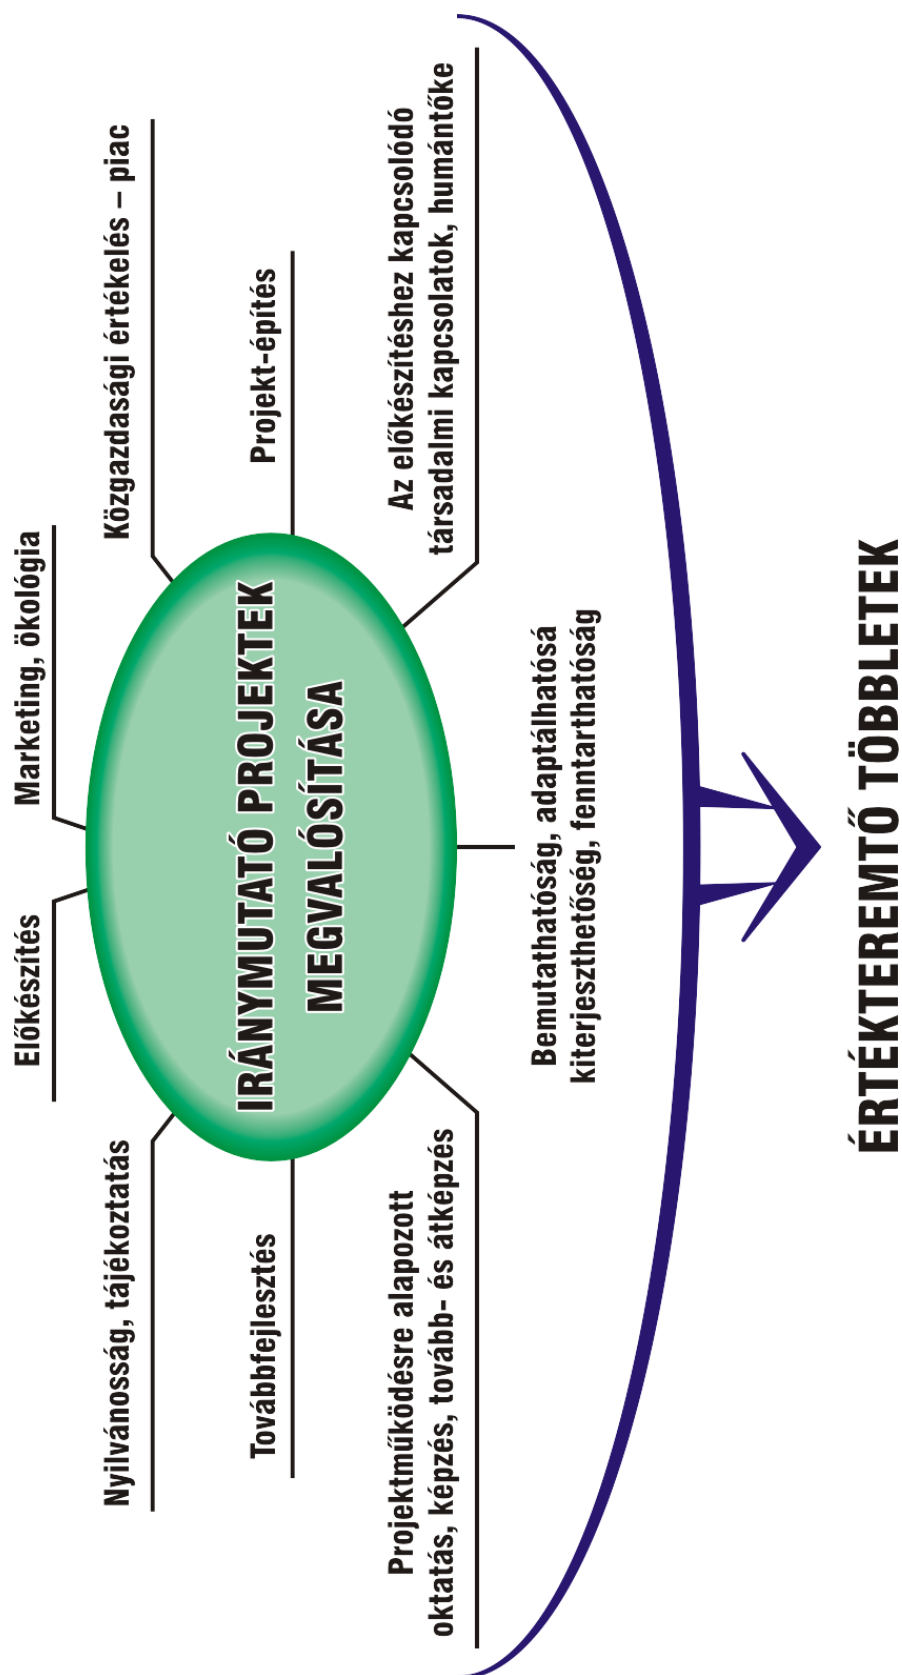 Előkészítés
Marketing, ökológia
Nyilvánosság, tájékoztatás
Közgazdasági értékelés – piac
Továbbfejlesztés
IRÁNYMUTATÓ PROJEKTEK
MEGVALÓSÍTÁSA
Projekt-építés
Projektműködésre alapozott
oktatás, képzés, tovább- és átképzés
Az előkészítéshez kapcsolódó
társadalmi kapcsolatok, humántőke
Bemutathatóság, adaptálhatósá
kiterjeszthetőség, fenntarthatóság
ÉRTÉKTEREMTŐ TÖBBLETEK